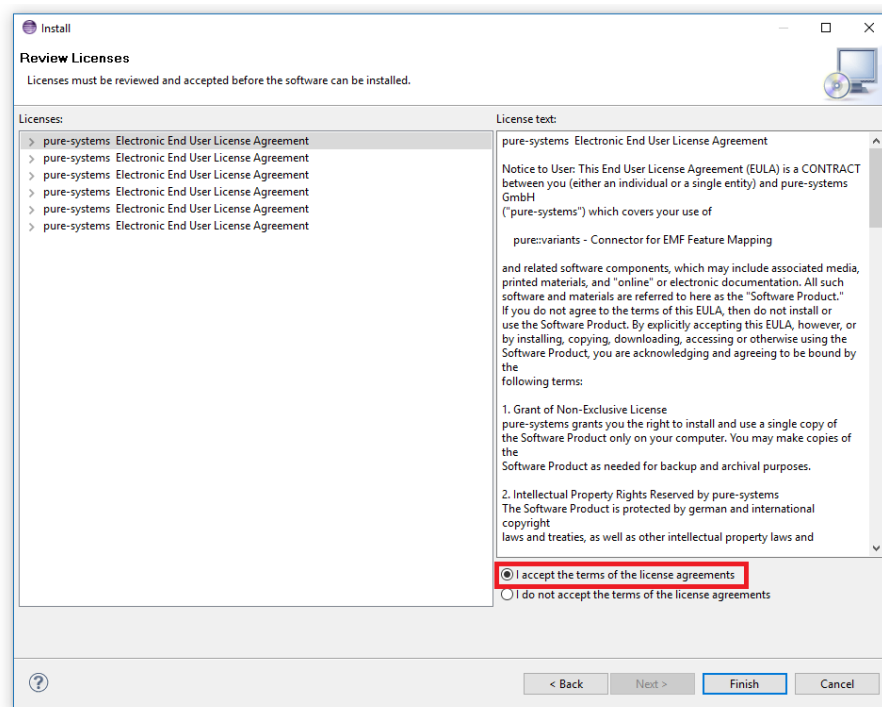 Install
Review Licenses
Licenses must be reviewed and accepted before the software can be installed.
Licenses:
pure-systems  Electronic End User License Agreement
pure-systems  Electronic End User License Agreement
pure-systems  Electronic End User License Agreement
pure-systems  Electronic End User License Agreement
pure-systems  Electronic End User License Agreement
pure-systems  Electronic End User License Agreement
License text:
pure-systems  Electronic End User License Agreement
Notice to User: This End User License Agreement (EULA) is a CONTRACT
between you (either an individual or a single entity) and pure-systems
GmbH
("pure-systems") which covers your use of
pure::variants - Connector for EMF Feature Mapping
and related software components, which may include associated media,
printed materials, and "online" or electronic documentation. All such
software and materials are referred to here as the "Software Product."
If you do not agree to the terms of this EULA, then do not install or
use the Software Product. By explicitly accepting this EULA, however, or
by installing, copying, downloading, accessing or otherwise using the
Software Product, you are acknowledging and agreeing to be bound by
the
following terms:
1. Grant of Non-Exclusive License
pure-systems grants you the right to install and use a single copy of
the Software Product only on your computer. You may make copies of
the
Software Product as needed for backup and archival purposes.
2. Intellectual Property Rights Reserved by pure-systems
The Software Product is protected by german and international
copyright
laws and treaties, as well as other intellectual property laws and
I accept the terms of the license agreements
I do not accept the terms of the license agreements
?
< Back
Next >
Finish
Cancel